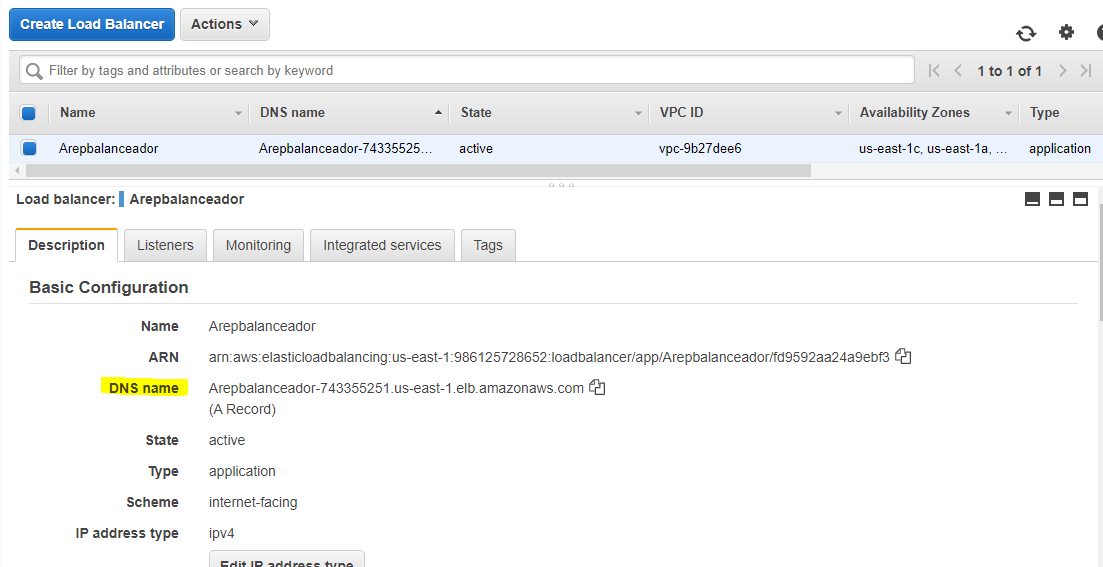 Create Load Balancer Actions
Filter by tags and attributes or search by keyword 1 to 1 of 1
Name DNS name State VPC ID Availability Zones Type
Arepbalanceador Arepbalanceador-74335525... active vpc-9b27dee6 us-east-1c, us-east-1a, ... application
Load balancer: Arepbalanceador
Description Listeners Monitoring Integrated services Tags
Basic Configuration
Name Arepbalanceador
ARN arn:aws:elasticloadbalancing:us-east-1:986125728652:loadbalancer/app/Arepbalanceador/fd9592aa24a9ebf3
DNS name Arepbalanceador-743355251.us-east-1.elb.amazonaws.com
(A Record)
State active
Type application
Scheme internet-facing
IP address type ipv4
Edit IP address type